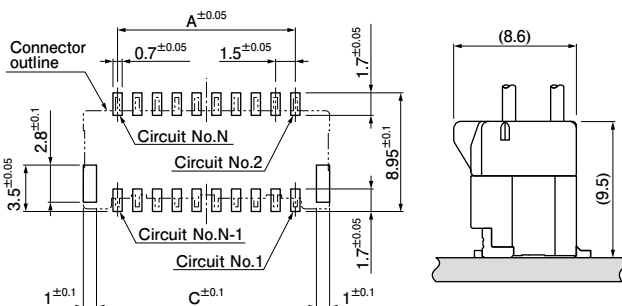 A±0.05
Connector outline
0.7±0.05
1.5±0.05
1.7±0.05
(8.6)
Circuit No.N
Circuit No.2
2.8±0.1
3.5±0.05
8.95±0.1
(9.5)
Circuit No.N-1
Circuit No.1
1.7±0.05
1±0.1
C±0.1
1±0.1